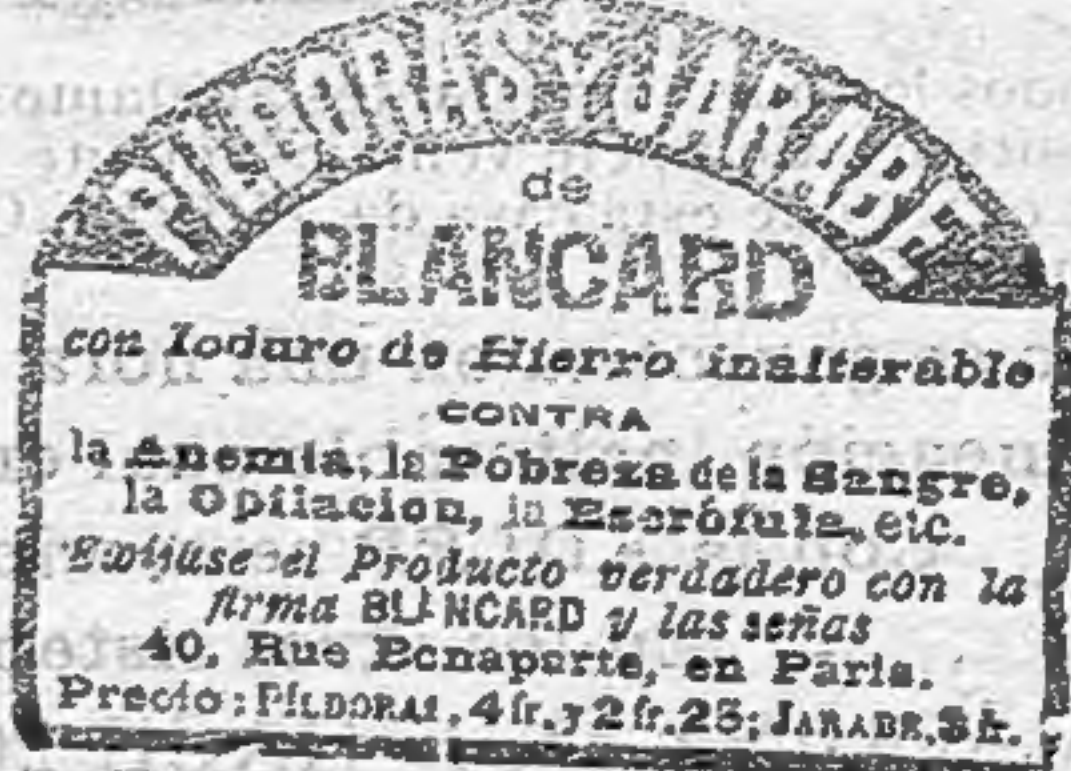 PILDORAS Y JARABE
de
BLANCARD
con Ioduro de Hierro inalterable
CONTRA
la Anemia, la Pobreza de la Sangre,
la Opilacion, la Escrófula, etc.
Exíjase el Producto verdadero con la
firma BLANCARD y las señas
40, Rue Bonaparte, en Paris.
Precio: PÍLDORAS, 4 fr. y 2 fr. 25; JARABE, 3 fr.